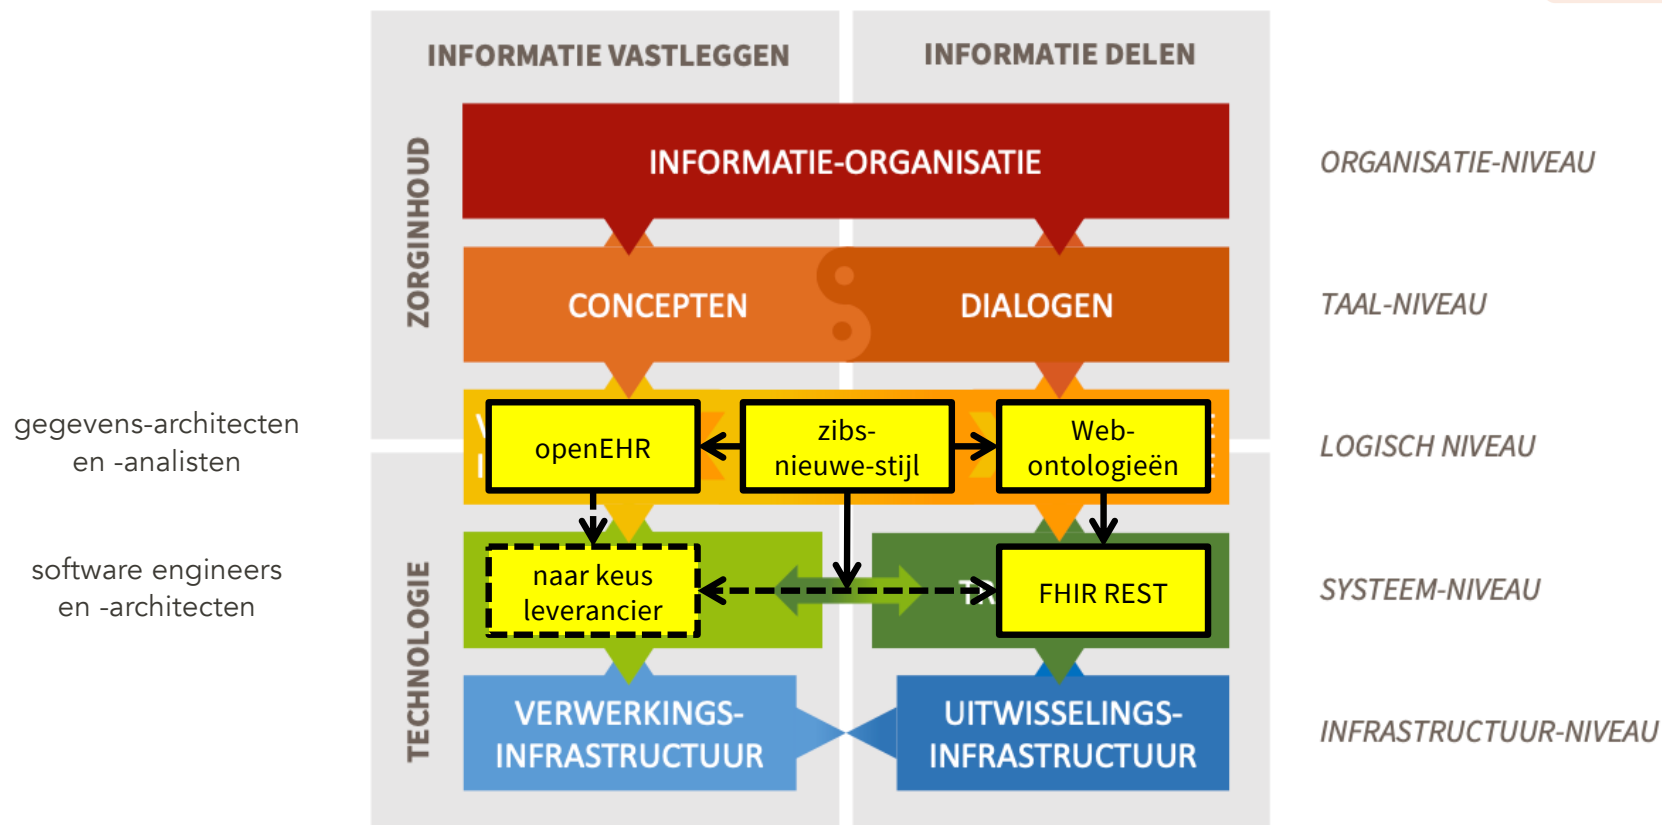 INFORMATIE VASTLEGGEN
INFORMATIE DELEN
ZORGINHOUD
INFORMATIE-ORGANISATIE
ORGANISATIE-NIVEAU
CONCEPTEN
DIALOGEN
TAAL-NIVEAU
gegevens-architecten
en -analisten
openEHR
zibs-
nieuwe-stijl
Web-
ontologieën
LOGISCH NIVEAU
TECHNOLOGIE
software engineers
en -architecten
naar keus
leverancier
FHIR REST
SYSTEEM-NIVEAU
VERWERKINGS-
INFRASTRUCTUUR
UITWISSELINGS-
INFRASTRUCTUUR
INFRASTRUCTUUR-NIVEAU